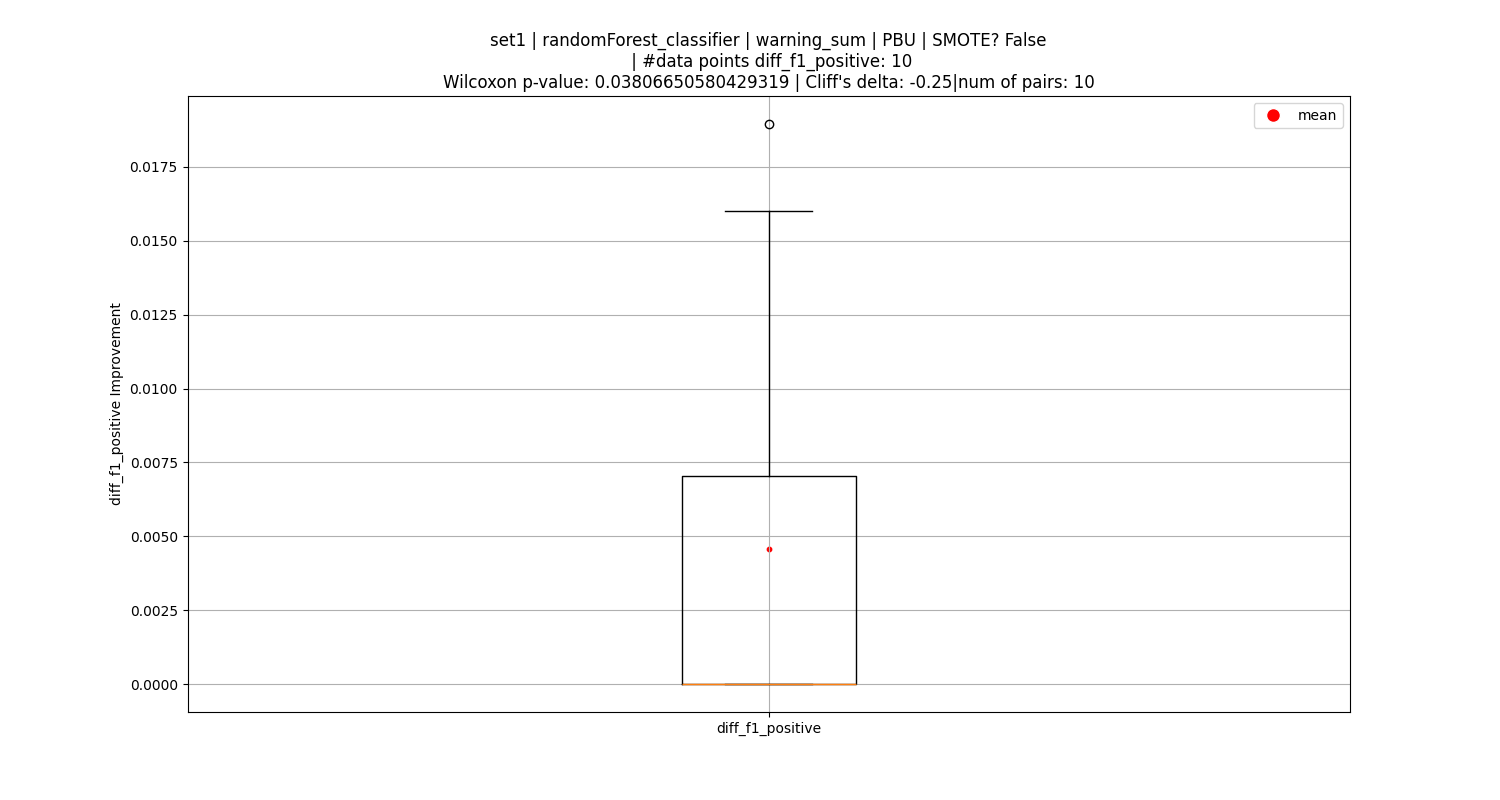 set1 | randomForest_classifier | warning_sum | PBU | SMOTE? False
| #data points diff_f1_positive: 10
Wilcoxon p-value: 0.03806650580429319 | Cliff's delta: -0.25|num of pairs: 10
mean
0.0175
0.0150
0.0125
0.0100
0.0075
0.0050
0.0025
0.0000
diff_f1_positive Improvement
diff_f1_positive